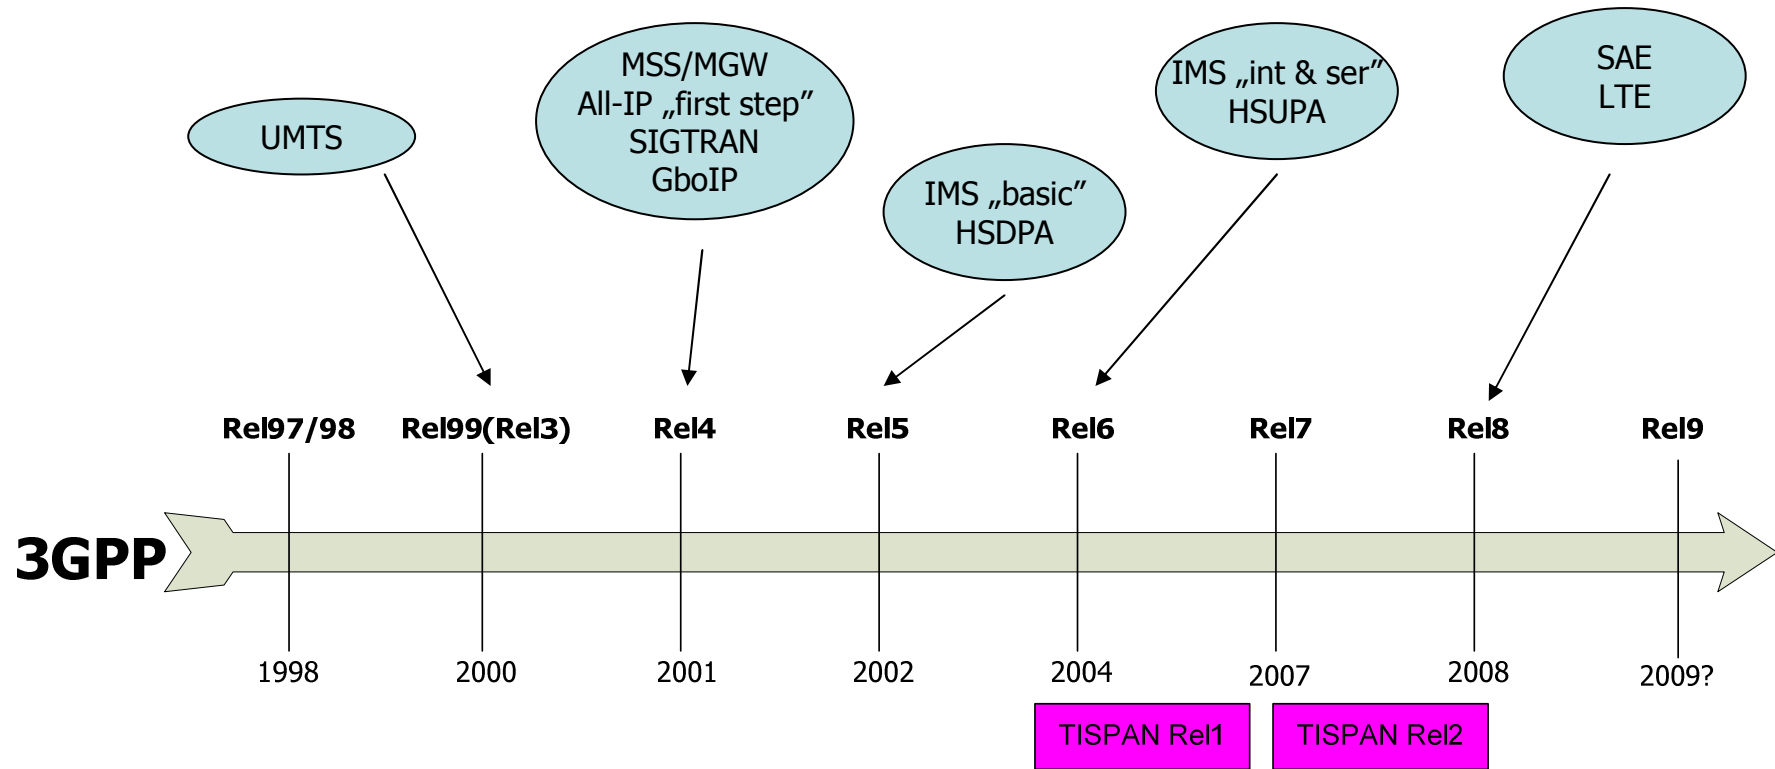 UMTS
MSS/MGW
All-IP „first step”
SIGTRAN
GboIP
IMS „basic”
HSDPA
IMS „int & ser”
HSUPA
SAE
LTE
Rel97/98 Rel99(Rel3) Rel4 Rel5 Rel6 Rel7 Rel8 Rel9
3GPP
1998 2000 2001 2002 2004 2007 2008 2009?
TISPAN Rel1 TISPAN Rel2